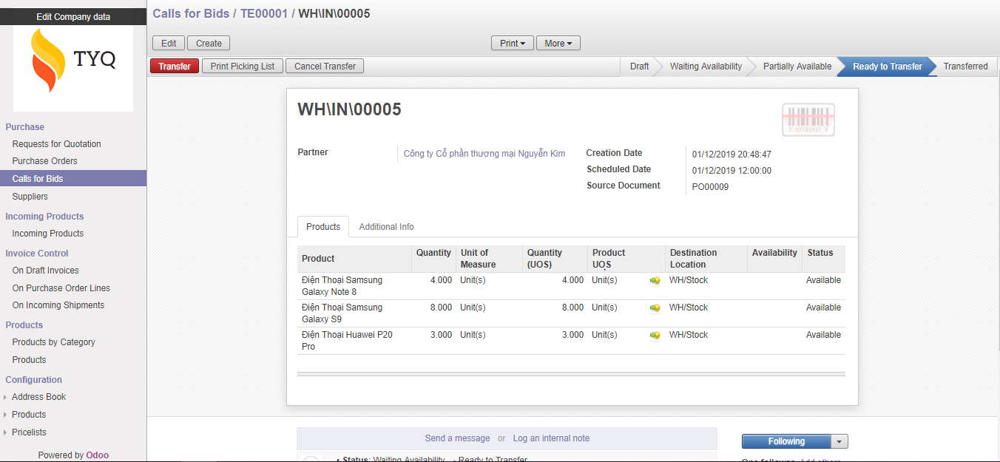 Edit Company data
TYQ
Purchase
Requests for Quotation
Purchase Orders
Calls for Bids
Suppliers
Incoming Products
Incoming Products
Invoice Control
On Draft Invoices
On Purchase Order Lines
On Incoming Shipments
Products
Products by Category
Products
Configuration
Address Book
Products
Pricelists
Powered by Odoo
Calls for Bids / TE00001 / WH\IN\00005
Edit Create Print More
Transfer Print Picking List Cancel Transfer Draft Waiting Availability Partially Available Ready to Transfer Transferred
WH\IN\00005
Partner Công ty Cổ phần thương mại Nguyễn Kim
Creation Date 01/12/2019 20:48:47
Scheduled Date 01/12/2019 12:00:00
Source Document PO00009
Products Additional Info
Product Quantity Unit of Measure Quantity (UOS) Product UOS Destination Location Availability Status
Điện Thoại Samsung 4.000 Unit(s) 4.000 Unit(s) WH/Stock Available
Galaxy Note 8
Điện Thoại Samsung 8.000 Unit(s) 8.000 Unit(s) WH/Stock Available
Galaxy S9
Điện Thoại Huawei P20 3.000 Unit(s) 3.000 Unit(s) WH/Stock Available
Pro
Send a message or Log an internal note
Following
• Status: Waiting Availability → Ready to Transfer
One follower Add others